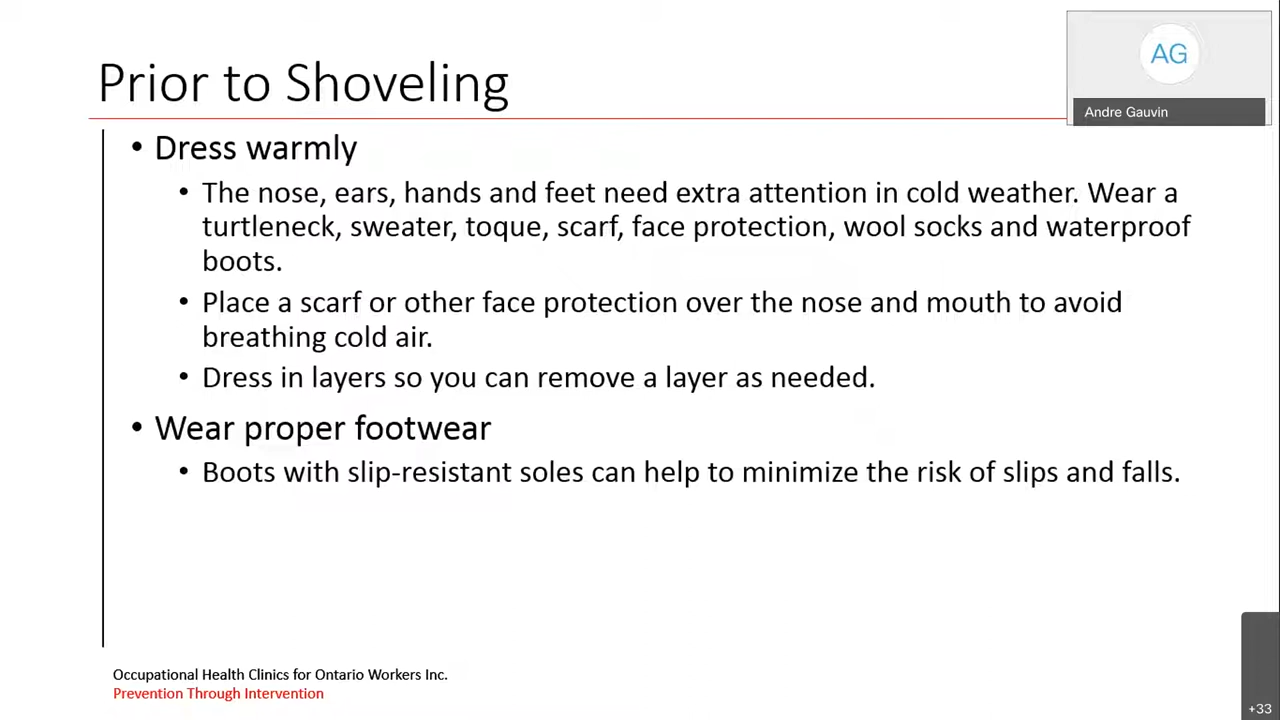 Prior to Shoveling
AG
Andre Gauvin
• Dress warmly
• The nose, ears, hands and feet need extra attention in cold weather. Wear a
turtleneck, sweater, toque, scarf, face protection, wool socks and waterproof
boots.
• Place a scarf or other face protection over the nose and mouth to avoid
breathing cold air.
• Dress in layers so you can remove a layer as needed.
• Wear proper footwear
• Boots with slip-resistant soles can help to minimize the risk of slips and falls.
Occupational Health Clinics for Ontario Workers Inc.
Prevention Through Intervention
+33